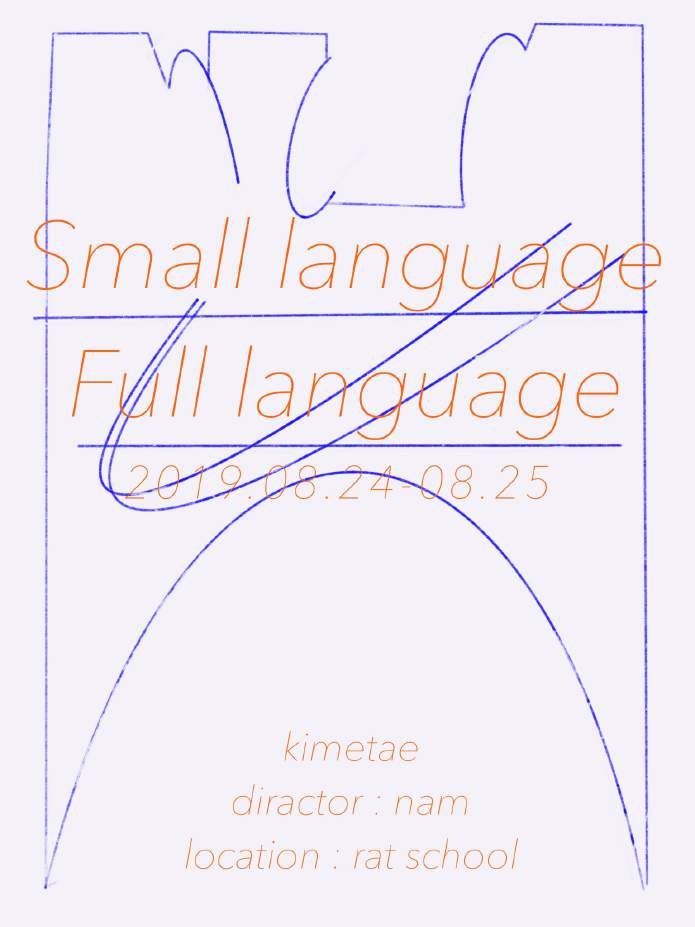 Small language
Full language
2019.08.24-08.25
kimetae
diractor : nam
location : rat school